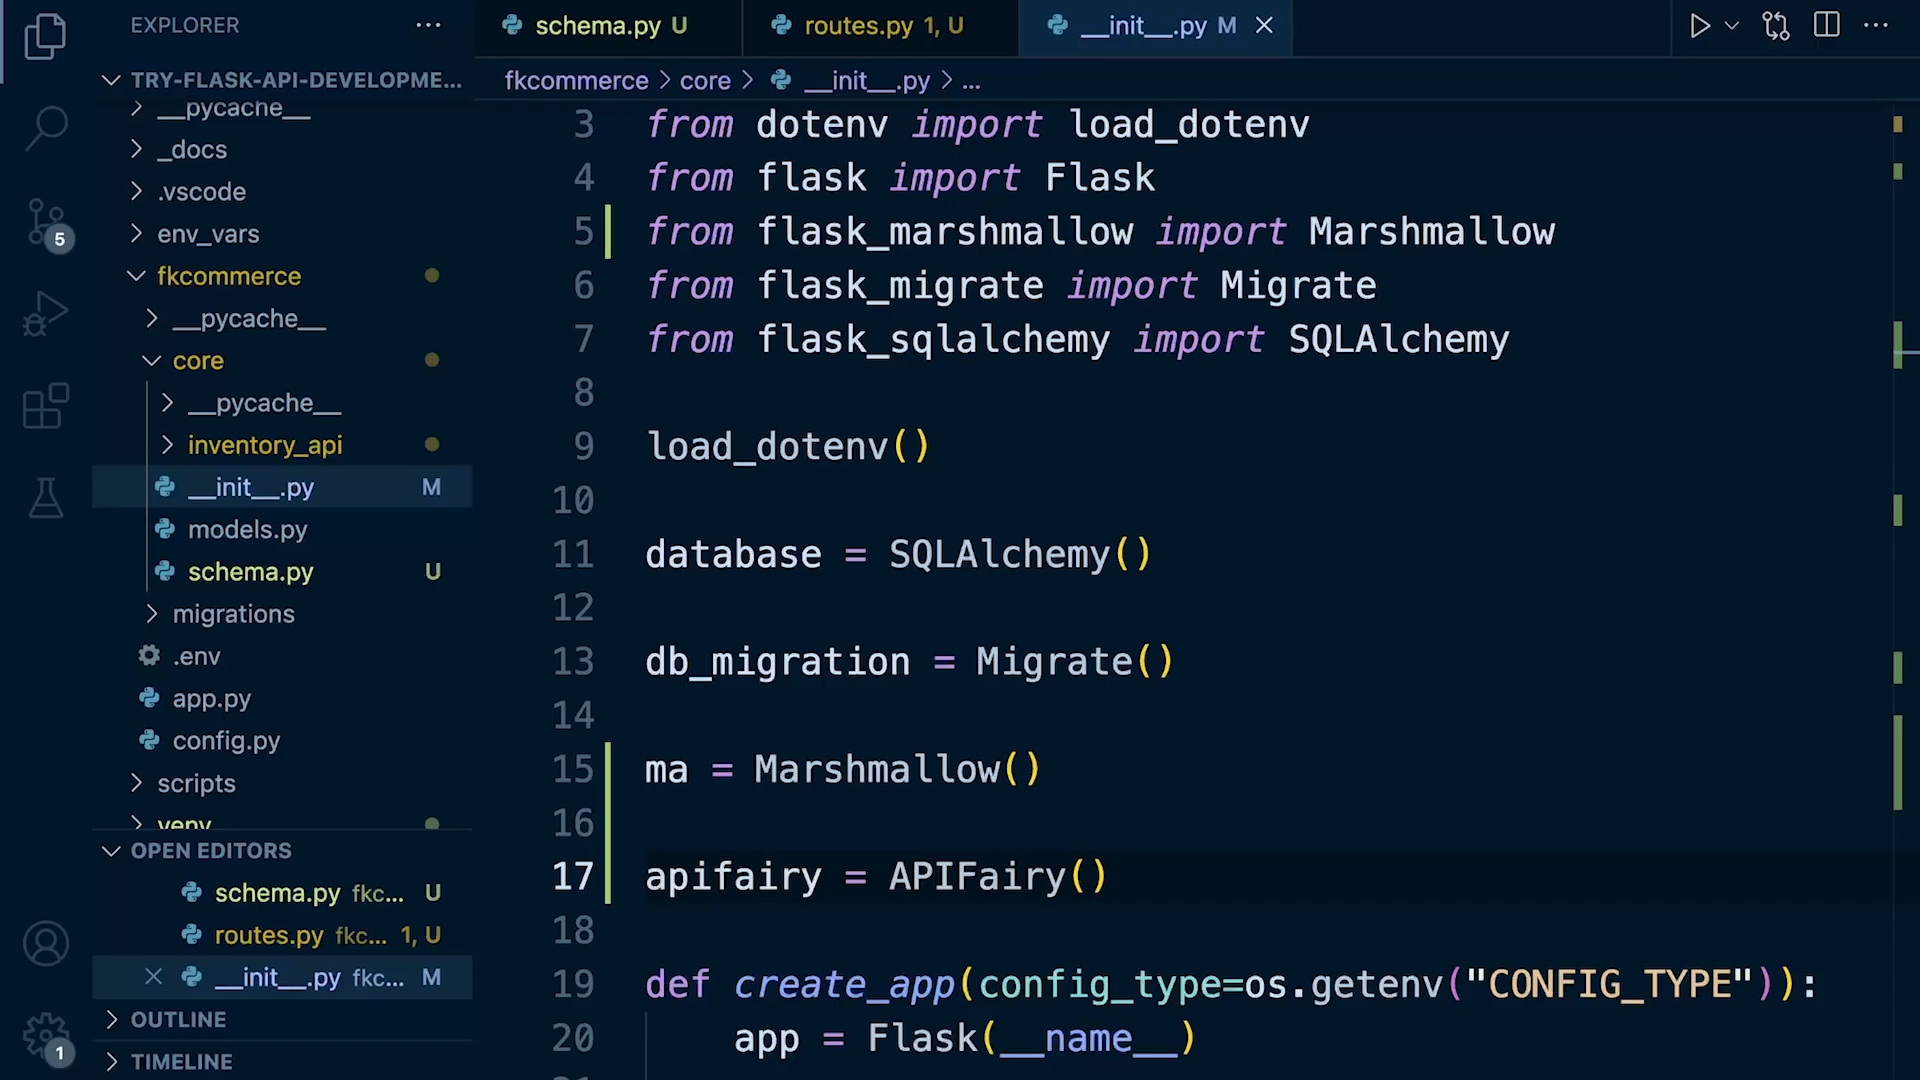 EXPLORER
TRY-FLASK-API-DEVELOPME...
__pycache__
_docs
.vscode
env_vars
fkcommerce
__pycache__
core
__pycache__
inventory_api
__init__.py M
models.py
schema.py U
migrations
.env
app.py
config.py
scripts
venv
OPEN EDITORS
schema.py fkc... U
routes.py fkc... 1, U
__init__.py fkc... M
OUTLINE
TIMELINE
5
1
schema.py U
routes.py 1, U
__init__.py M
fkcommerce > core > __init__.py > ...
3 from dotenv import load_dotenv
4 from flask import Flask
5 from flask_marshmallow import Marshmallow
6 from flask_migrate import Migrate
7 from flask_sqlalchemy import SQLAlchemy
8
9 load_dotenv()
10
11 database = SQLAlchemy()
12
13 db_migration = Migrate()
14
15 ma = Marshmallow()
16
17 apifairy = APIFairy()
18
19 def create_app(config_type=os.getenv("CONFIG_TYPE")):
20 app = Flask(__name__)